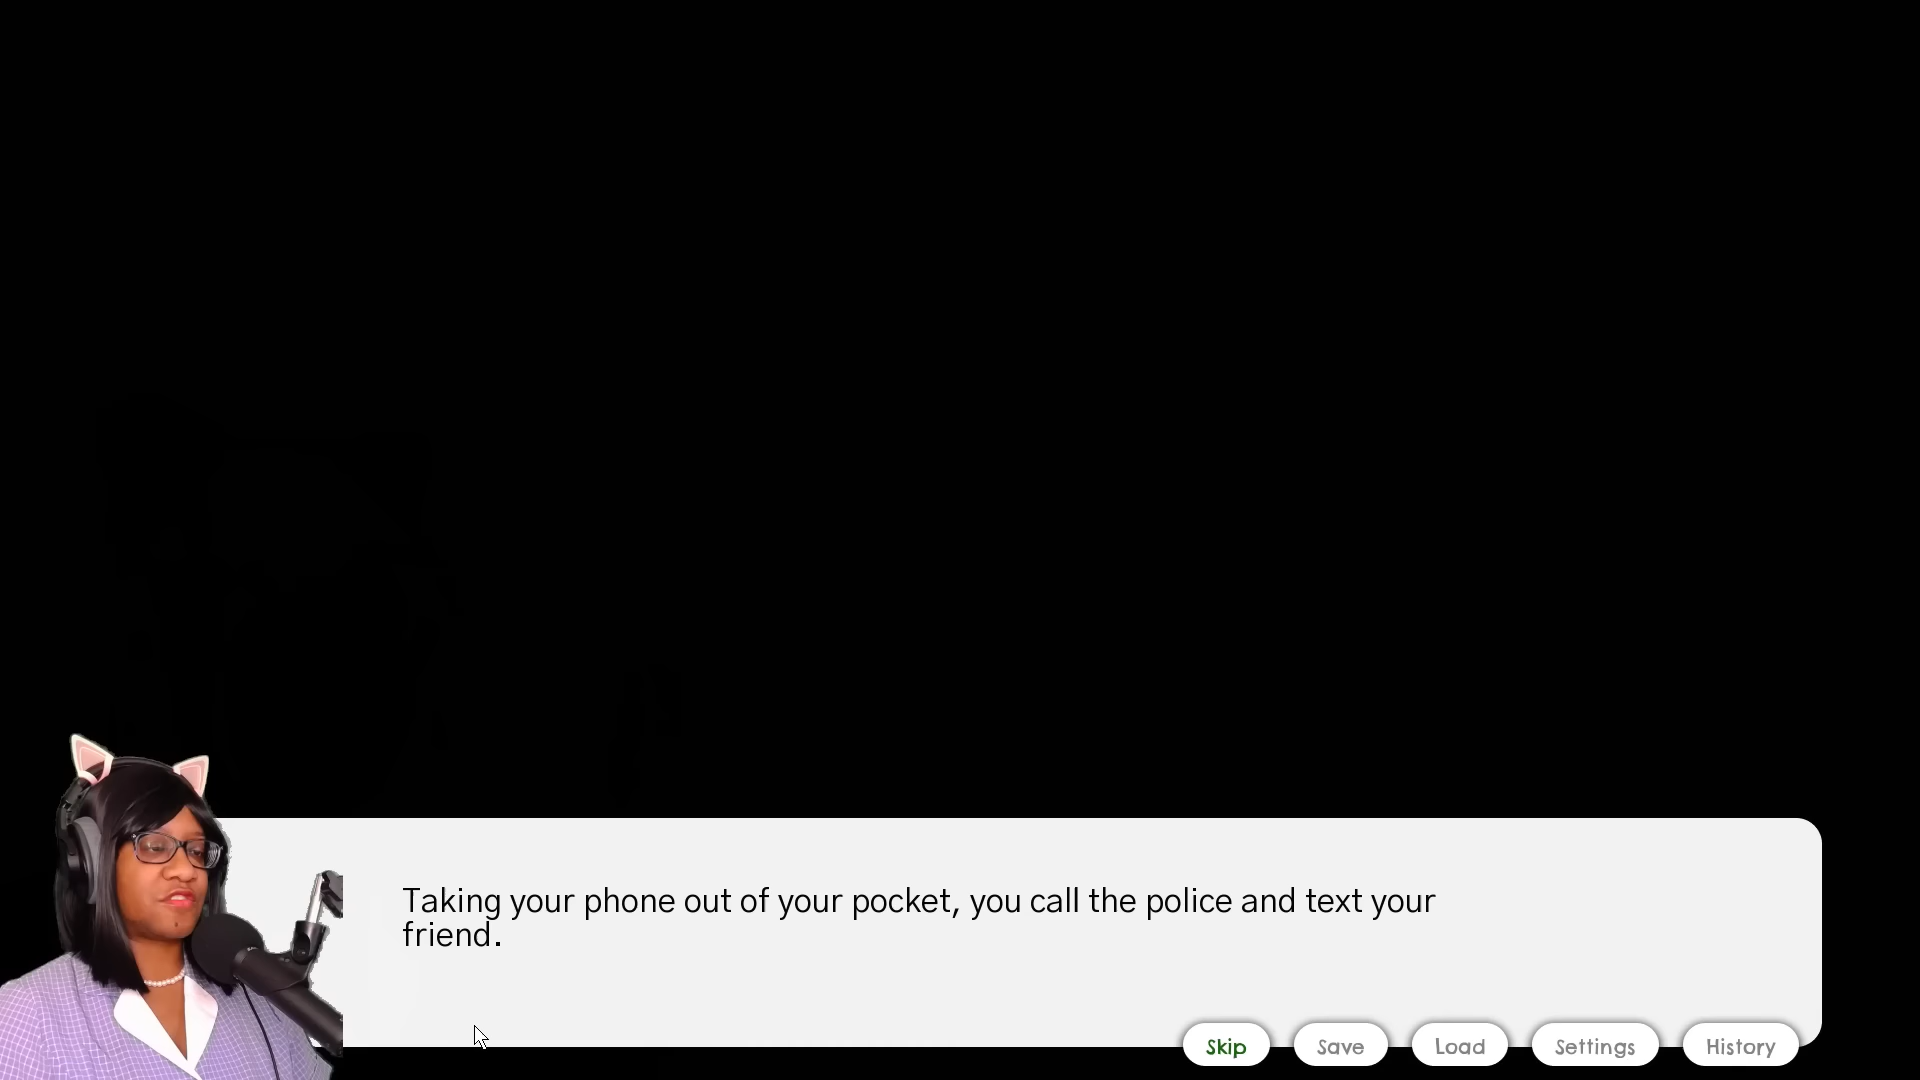 Taking your phone out of your pocket, you call the police and text your
friend.
Skip Save Load Settings History